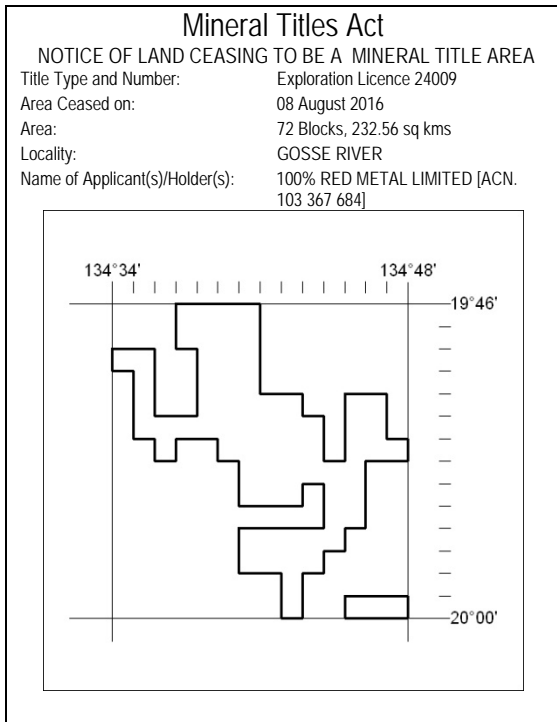 Mineral Titles Act
NOTICE OF LAND CEASING TO BE A MINERAL TITLE AREA
Title Type and Number: Exploration Licence 24009
Area Ceased on: 08 August 2016
Area: 72 Blocks, 232.56 sq kms
Locality: GOSSE RIVER
Name of Applicant(s)/Holder(s): 100% RED METAL LIMITED [ACN.
103 367 684]
134°34' 134°48'
19°46'
20°00'